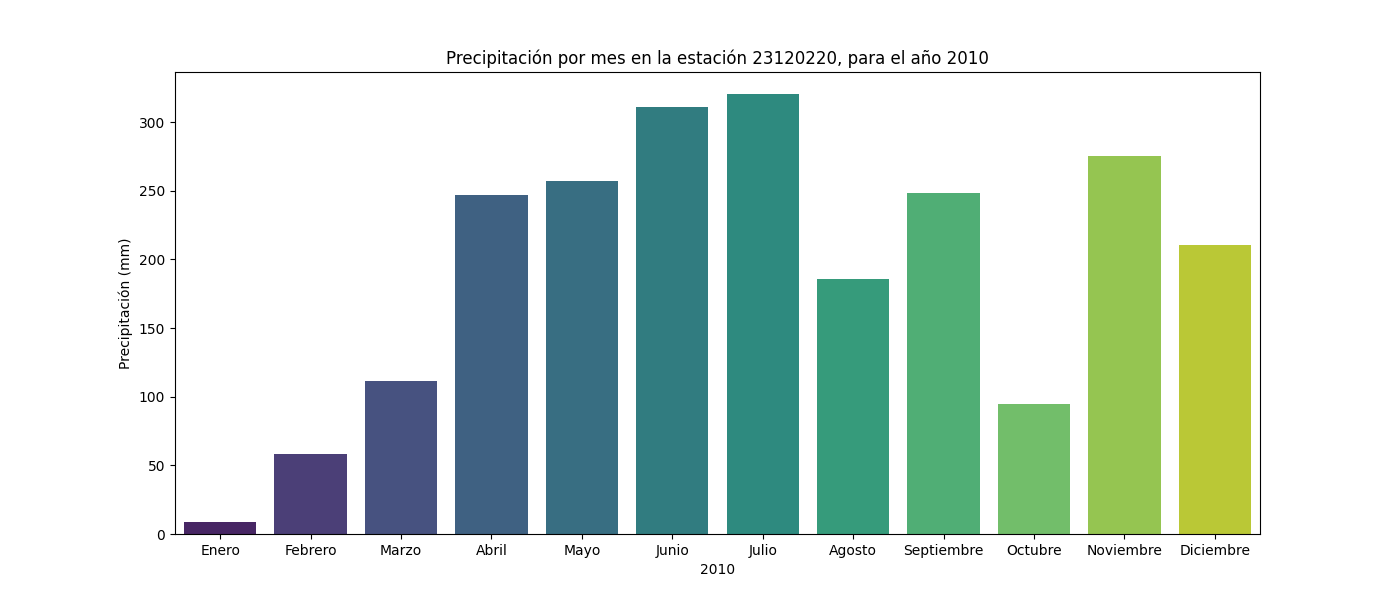 Precipitación por mes en la estación 23120220, para el año 2010
Precipitación (mm)
300
250
200
150
100
50
0
Enero Febrero Marzo Abril Mayo Junio Julio Agosto Septiembre Octubre Noviembre Diciembre
2010